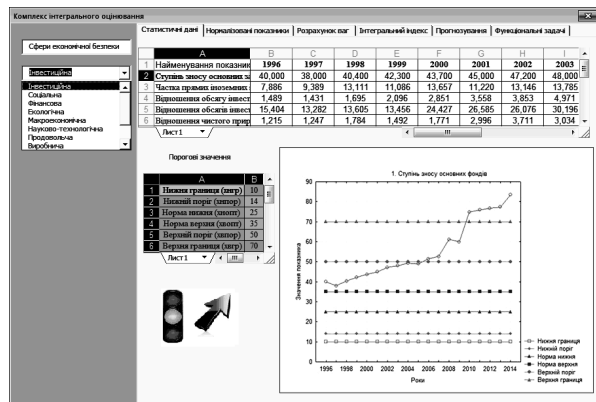 Комплекс інтегрального оцінювання
Статистичні дані Нормалізовані показники Розрахунок ваг Інтегральний індекс Прогнозування Функціональні задачі
Сфери економічної безпеки
Інвестиційна
Інвестиційна
Соціальна
Фінансова
Екологічна
Макроекономічна
Науково-технологічна
Продовольча
Виробнича
A B C D E F G H I
1 Найменування показник 1996 1997 1998 1999 2000 2001 2002 2003
2 Ступінь зносу основних за 40,000 38,000 40,400 42,300 43,700 45,000 47,200 48,000
3 Частка прямих іноземних 7,886 9,389 13,111 11,086 13,657 11,220 13,146 13,785
4 Відношення обсягу інвест 1,489 1,431 1,695 2,096 2,851 3,558 3,853 4,971
5 Відношення обсягів інвест 15,404 13,282 13,605 13,456 24,427 26,585 26,076 30,196
6 Відношення чистого прир 1,215 1,247 1,784 1,492 1,771 2,996 3,711 3,034
Лист1
Порогові значення
A B
1 Нижня границя (хнгр) 10
2 Нижній поріг (хнпор) 14
3 Норма нижня (хнопт) 25
4 Норма верхня (хвопт) 35
5 Верхній поріг (хвпор) 50
6 Верхня границя (хвгр) 70
Лист1
1. Ступінь зносу основних фондів
Значення показника
90
80
70
60
50
40
30
20
10
0
1996 1998 2000 2002 2004 2006 2008 2010 2012 2014
Роки
Нижня границя
Нижній поріг
Норма нижня
Норма верхня
Верхній поріг
Верхня границя